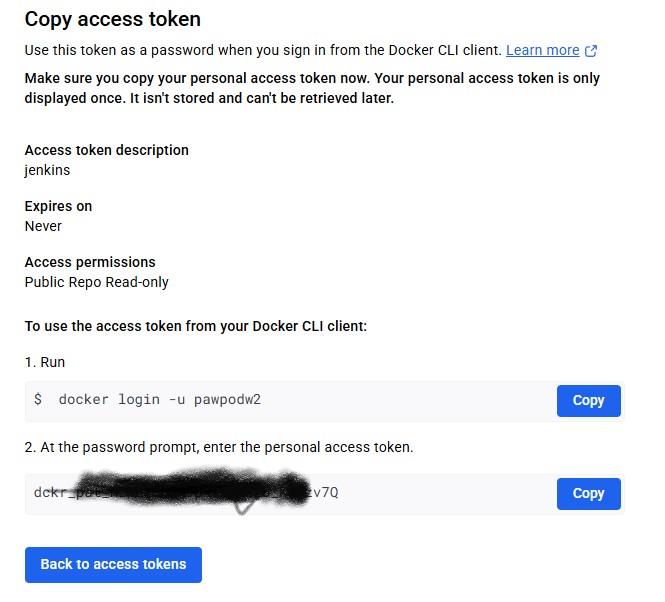 Copy access token
Use this token as a password when you sign in from the Docker CLI client. Learn more
Make sure you copy your personal access token now. Your personal access token is only
displayed once. It isn't stored and can't be retrieved later.
Access token description
jenkins
Expires on
Never
Access permissions
Public Repo Read-only
To use the access token from your Docker CLI client:
1. Run
$ docker login -u pawpodw2
Copy
2. At the password prompt, enter the personal access token.
Copy
Back to access tokens